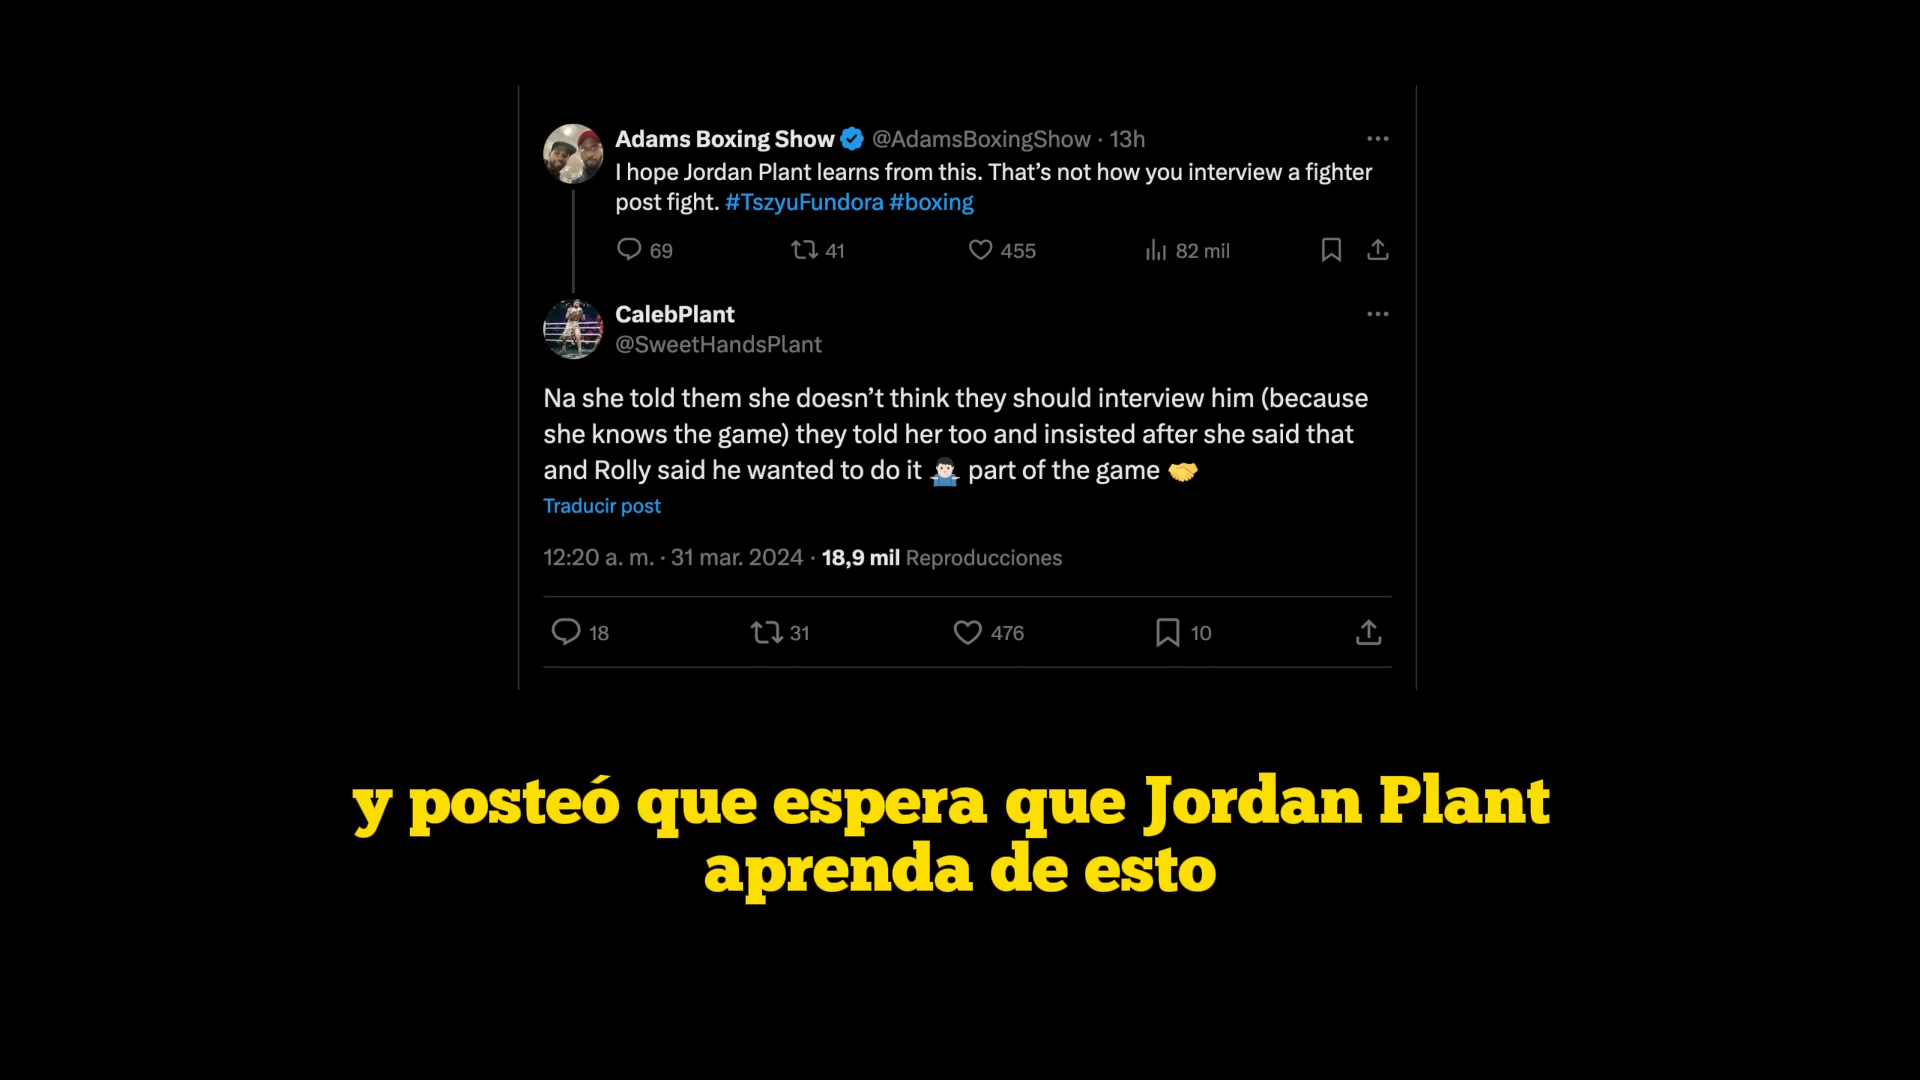 Adams Boxing Show @AdamsBoxingShow · 13h
I hope Jordan Plant learns from this. That’s not how you interview a fighter
post fight. #TszyuFundora #boxing
69 41 455 82 mil
CalebPlant
@SweetHandsPlant
Na she told them she doesn’t think they should interview him (because
she knows the game) they told her too and insisted after she said that
and Rolly said he wanted to do it 🤷🏻‍♂️ part of the game 🤝
Traducir post
12:20 a. m. · 31 mar. 2024 · 18,9 mil Reproducciones
18 31 476 10
y posteó que espera que Jordan Plant
aprenda de esto